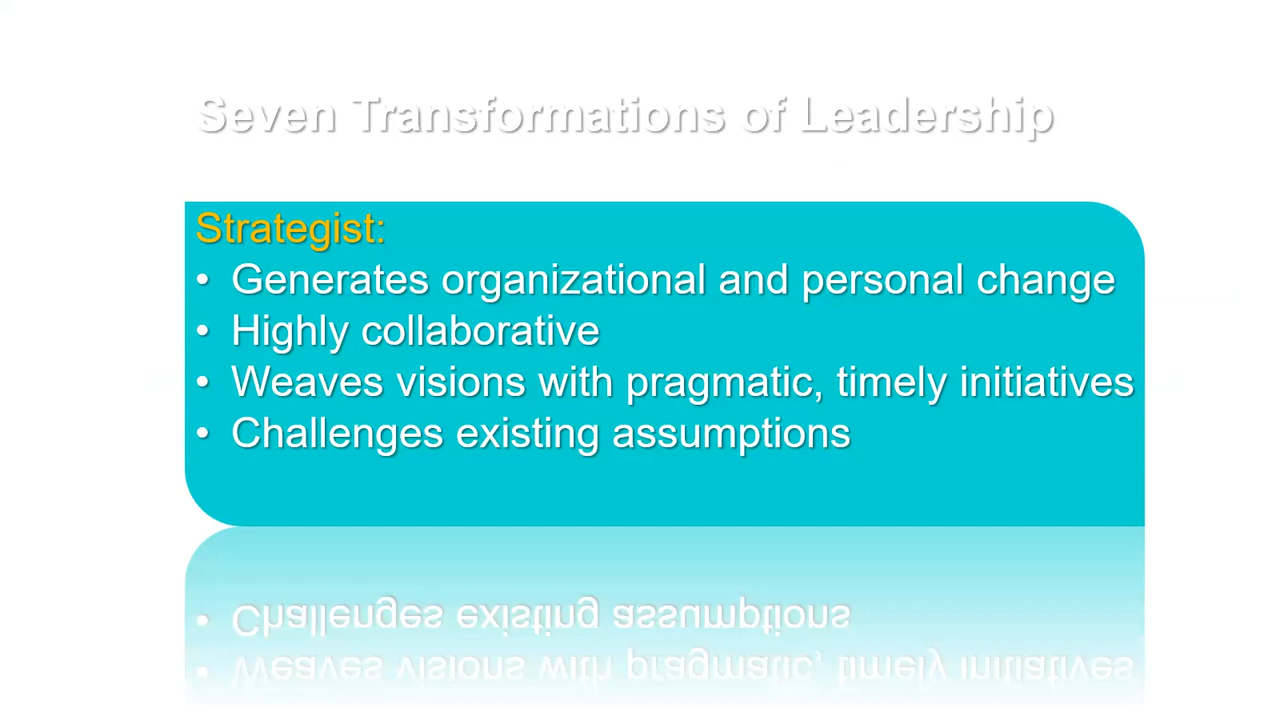 Seven Transformations of Leadership
Strategist:
• Generates organizational and personal change
• Highly collaborative
• Weaves visions with pragmatic, timely initiatives
• Challenges existing assumptions